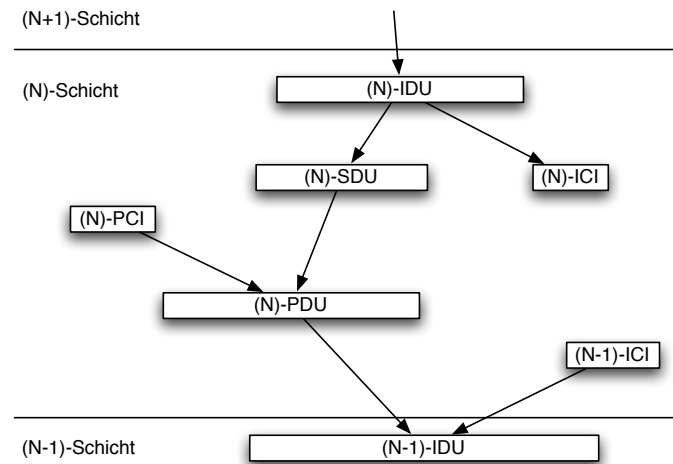 (N+1)-Schicht
(N)-Schicht
(N)-IDU
(N)-SDU
(N)-ICI
(N)-PCI
(N)-PDU
(N-1)-ICI
(N-1)-Schicht
(N-1)-IDU